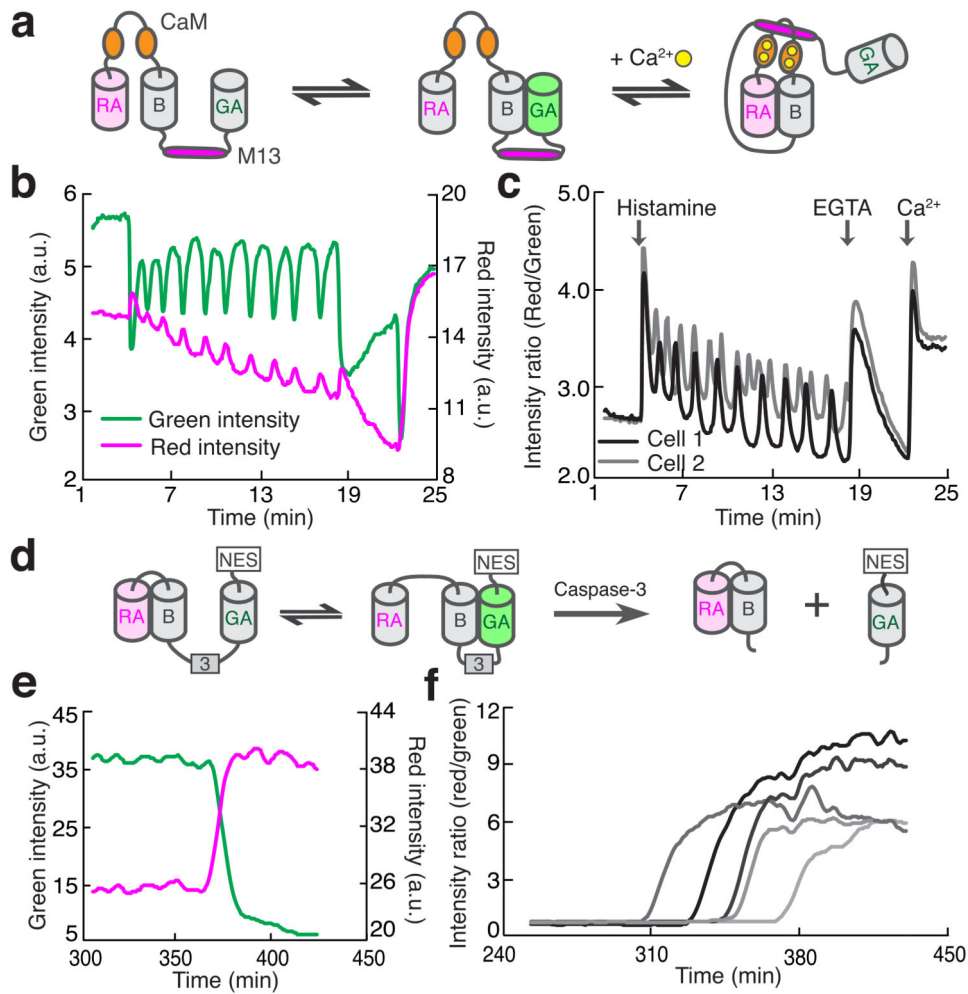 a
CaM
+ Ca²⁺
RA
B
GA
RA
B
GA
RA
B
GA
M13
b
Green intensity (a.u.)
6
5
4
3
2
20
17
14
11
8
Red intensity (a.u.)
Green intensity
Red intensity
1
7
13
19
25
Time (min)
c
Intensity ratio (Red/Green)
5.0
4.0
3.0
2.0
Histamine
EGTA
Ca²⁺
Cell 1
Cell 2
1
7
13
19
25
Time (min)
d
NES
NES
NES
RA
B
GA
3
RA
B
GA
3
Caspase-3
RA
B
+
GA
e
Green intensity (a.u.)
45
35
25
15
5
44
38
32
26
20
Red intensity (a.u.)
300
350
400
450
Time (min)
f
Intensity ratio (red/green)
12
9
6
3
0
240
310
380
450
Time (min)